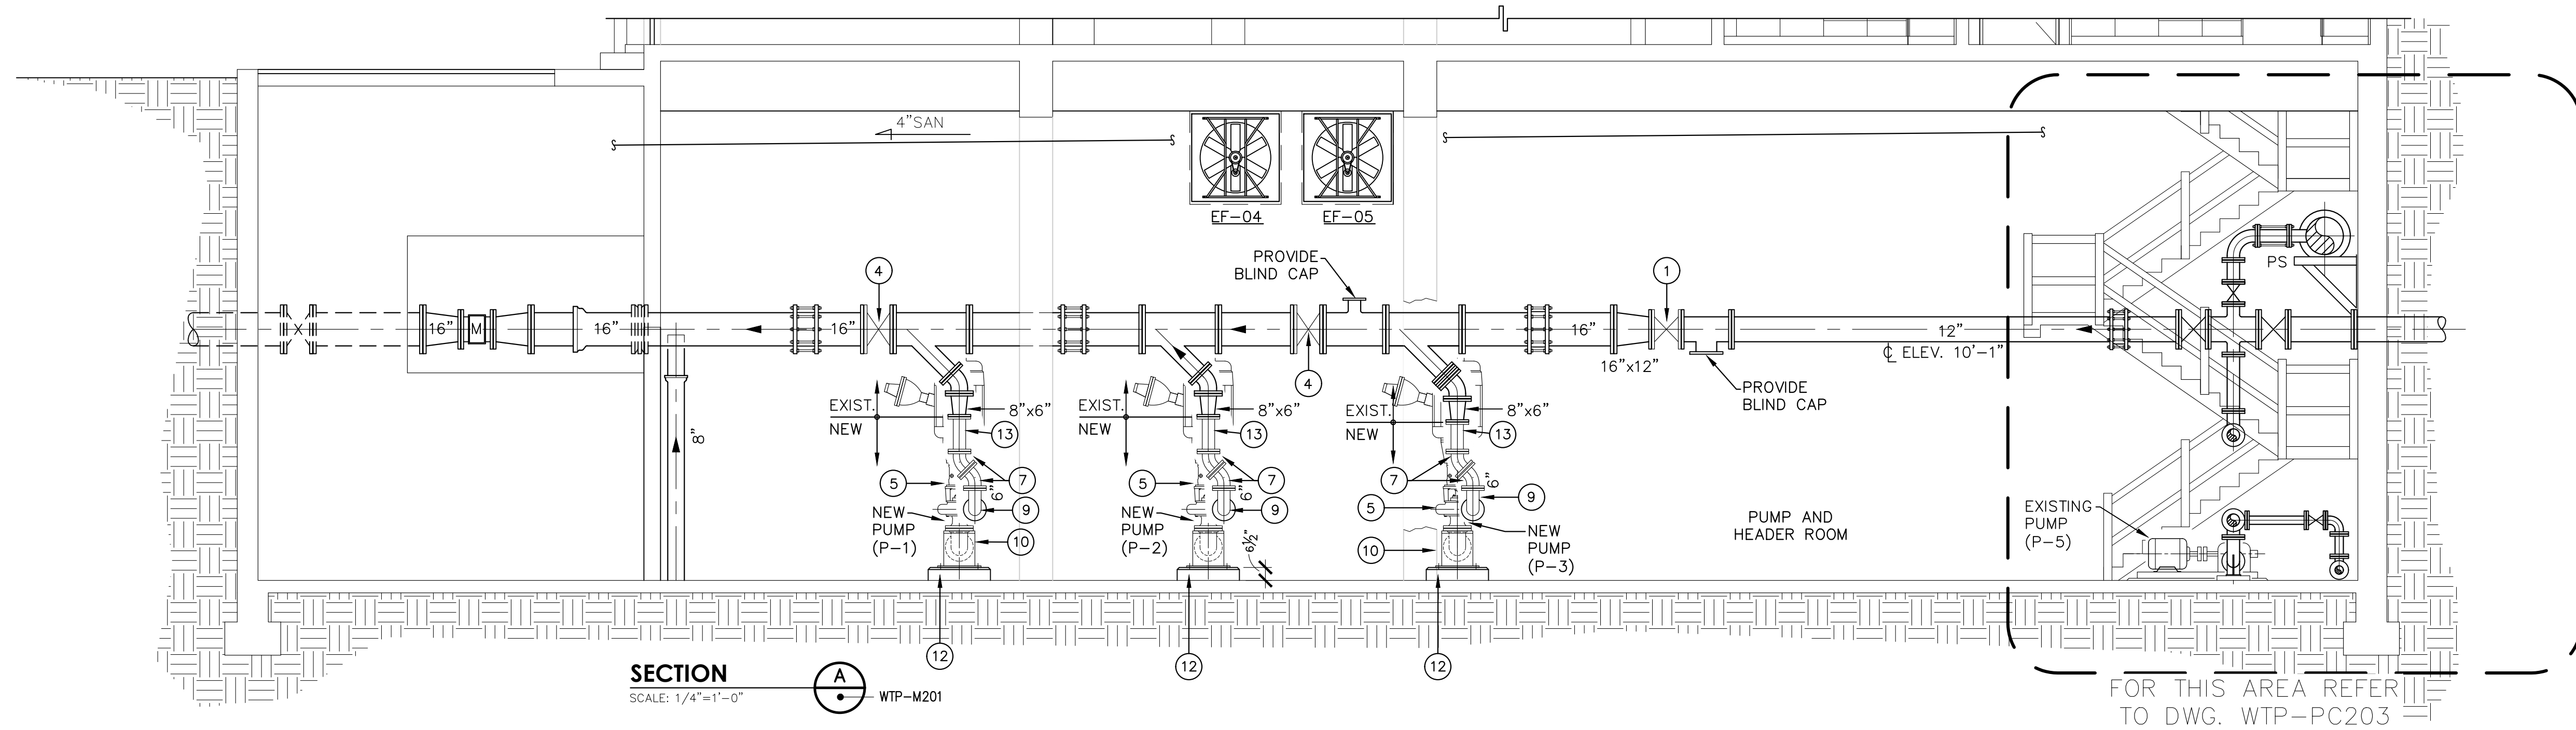 4"SAN
EF-04
EF-05
PROVIDE
BLIND CAP
4
1
16"
M
16"
16"
16"
12"
℄ ELEV. 10'-1"
16"x12"
4
PROVIDE
BLIND CAP
PS
8"
EXIST.
NEW
8"x6"
13
7
5
6"
9
NEW
PUMP
(P-1)
10
12
EXIST.
NEW
8"x6"
13
7
5
6"
9
NEW
PUMP
(P-2)
6½"
12
EXIST.
NEW
8"x6"
13
7
6"
9
5
10
NEW
PUMP
(P-3)
12
PUMP AND
HEADER ROOM
EXISTING
PUMP
(P-5)
SECTION
SCALE: 1/4"=1'-0"
A
WTP-M201
FOR THIS AREA REFER
TO DWG. WTP-PC203